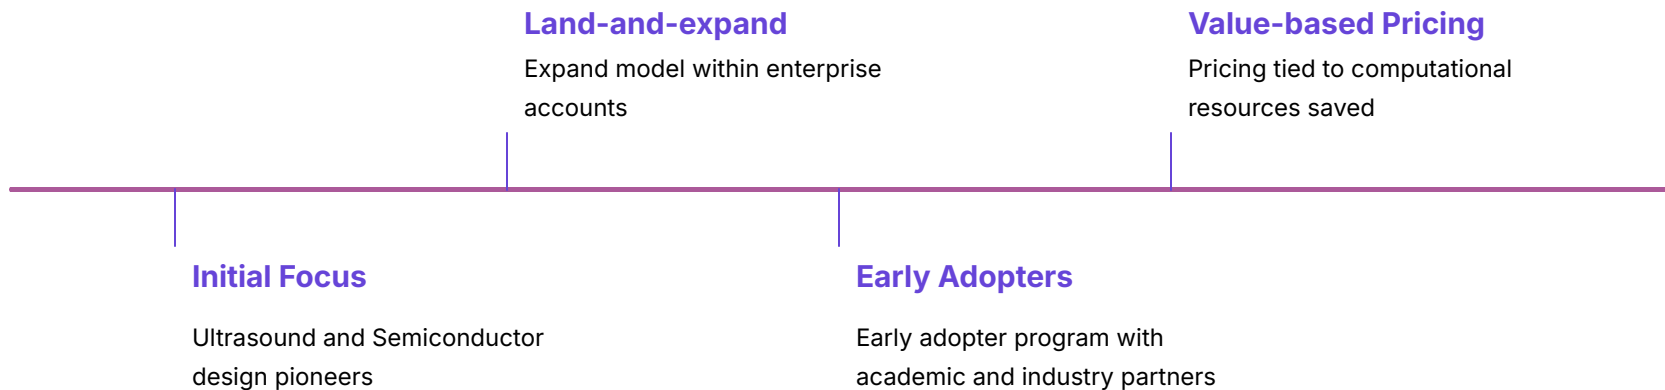 Land-and-expand
Expand model within enterprise
accounts
Value-based Pricing
Pricing tied to computational
resources saved
Initial Focus
Ultrasound and Semiconductor
design pioneers
Early Adopters
Early adopter program with
academic and industry partners